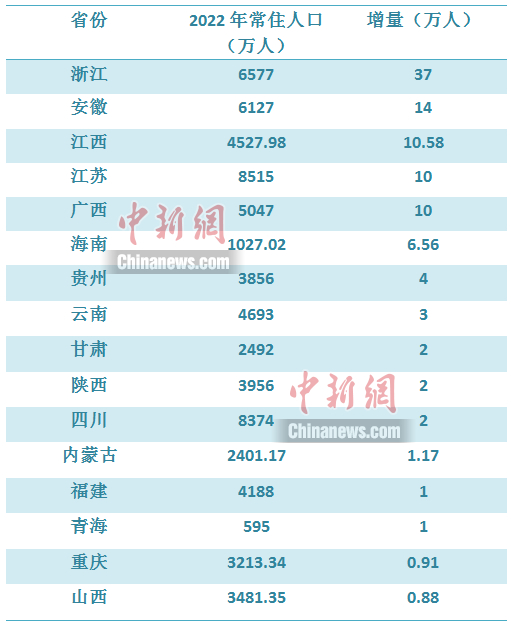 省份 2022 年常住人口 增量（万人）
（万人）
浙江 6577 37
安徽 6127 14
江西 4527.98 10.58
江苏 8515 10
广西 5047 10
中新網
海南 1027.02 6.56
Chinanews.com
贵州 3856 4
云南 4693 3
甘肃 2492 2
陕西 3956 2
中新網
四川 8374 2
Chinanews.com
内蒙古 2401.17 1.17
福建 4188 1
青海 595 1
重庆 3213.34 0.91
山西 3481.35 0.88